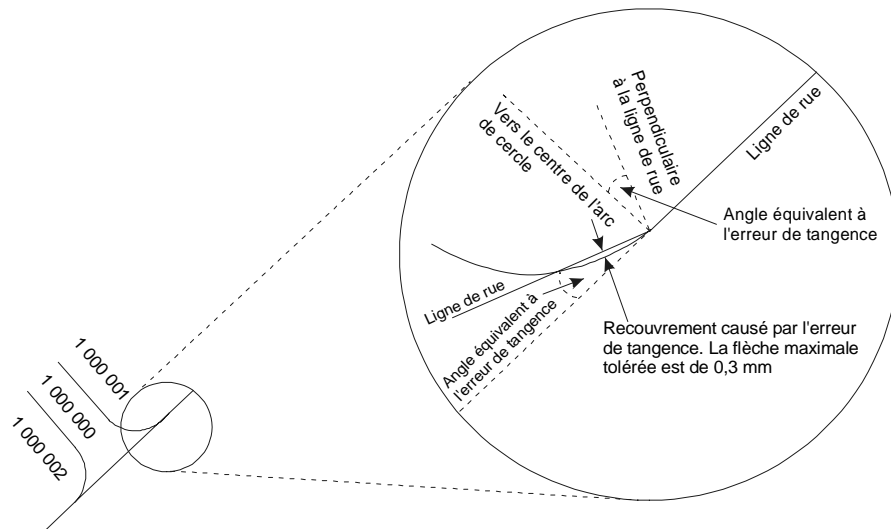 Vers le centre de l'arc
de cercle
Perpendiculaire
à la ligne de
rue
Ligne de rue
Angle équivalent à
l'erreur de tangence
Ligne de rue
Angle équivalent à
l'erreur de tangence
Recouvrement causé par l'erreur
de tangence. La flèche maximale
tolérée est de 0,3 mm
1 000 001
1 000 000
1 000 002